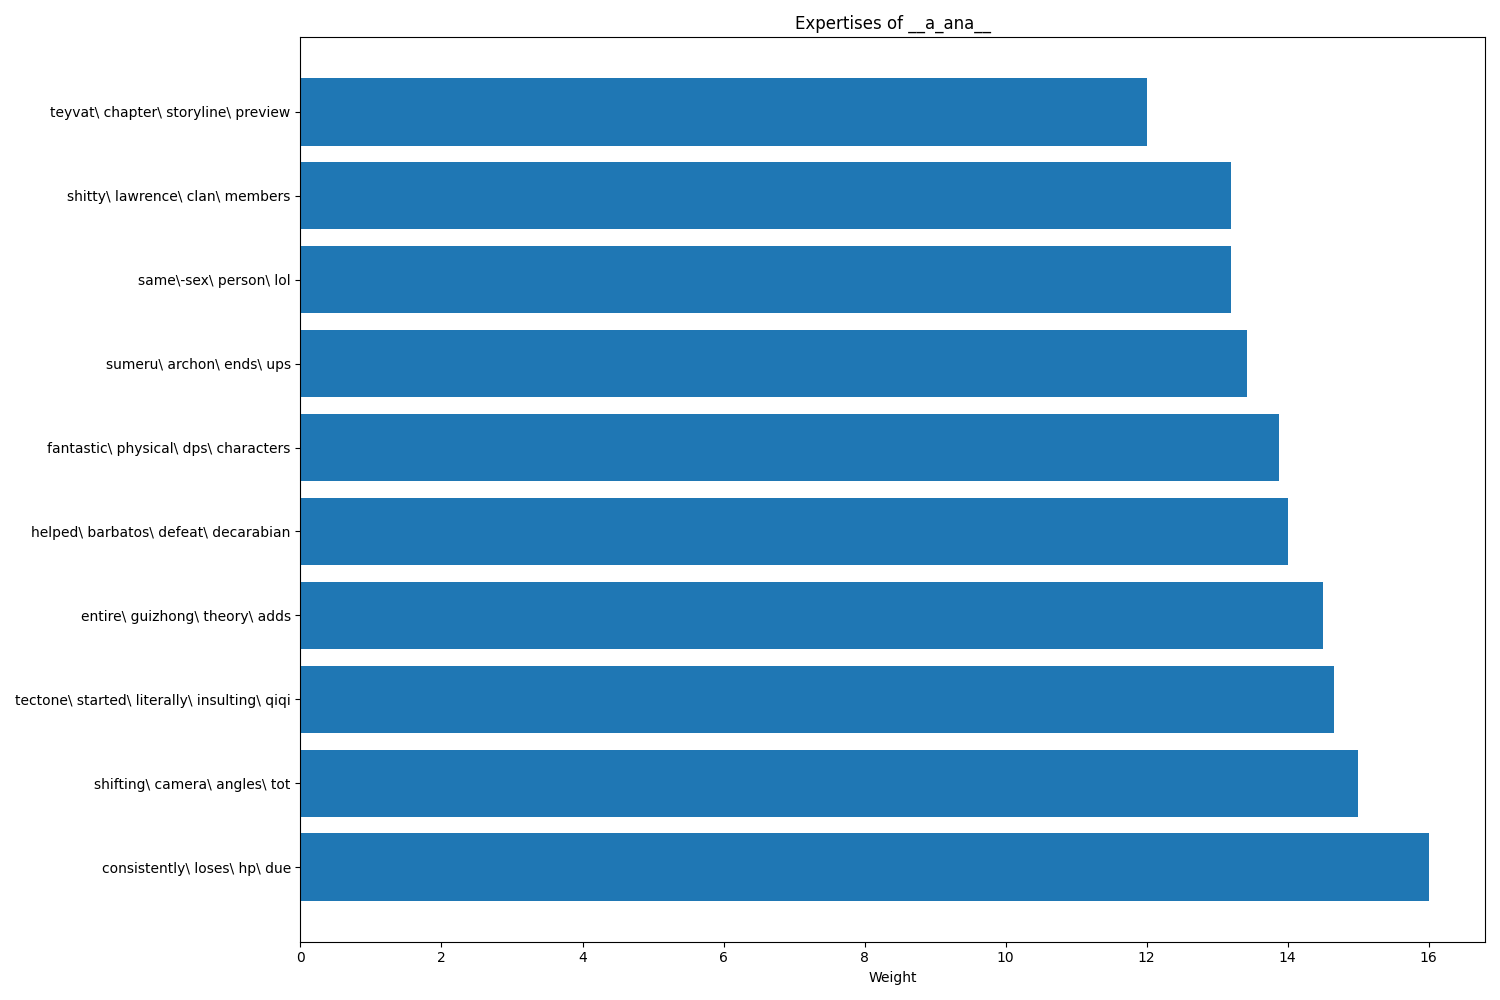 Expertises of __a_ana__
teyvat\ chapter\ storyline\ preview
shitty\ lawrence\ clan\ members
same\-sex\ person\ lol
sumeru\ archon\ ends\ ups
fantastic\ physical\ dps\ characters
helped\ barbatos\ defeat\ decarabian
entire\ guizhong\ theory\ adds
tectone\ started\ literally\ insulting\ qiqi
shifting\ camera\ angles\ tot
consistently\ loses\ hp\ due
0 2 4 6 8 10 12 14 16
Weight